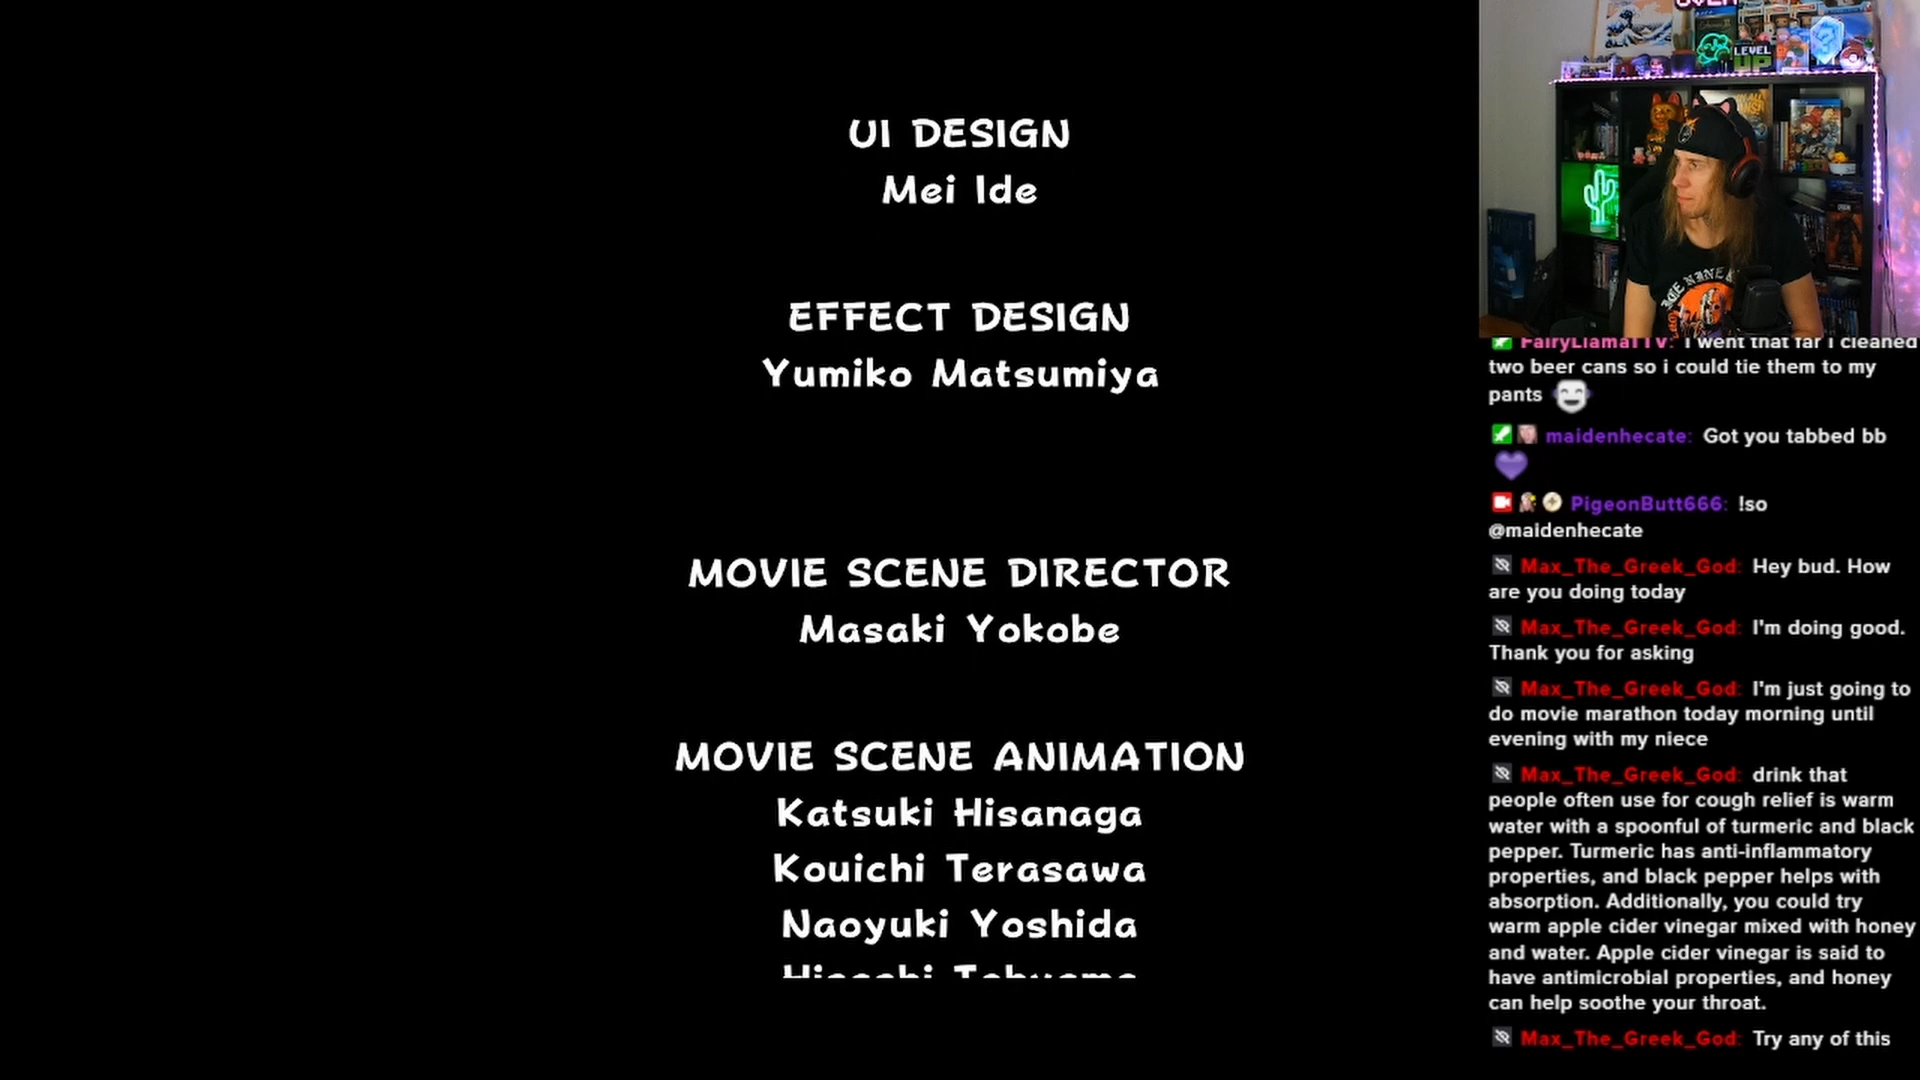 UI DESIGN
Mei Ide
EFFECT DESIGN
Yumiko Matsumiya
MOVIE SCENE DIRECTOR
Masaki Yokobe
MOVIE SCENE ANIMATION
Katsuki Hisanaga
Kouichi Terasawa
Naoyuki Yoshida
LEVEL
UP
FairyLlamaTTV: I went that far i cleaned
two beer cans so i could tie them to my
pants
maidenhecate: Got you tabbed bb
PigeonButt666: !so
@maidenhecate
Max_The_Greek_God: Hey bud. How
are you doing today
Max_The_Greek_God: I'm doing good.
Thank you for asking
Max_The_Greek_God: I'm just going to
do movie marathon today morning until
evening with my niece
Max_The_Greek_God: drink that
people often use for cough relief is warm
water with a spoonful of turmeric and black
pepper. Turmeric has anti-inflammatory
properties, and black pepper helps with
absorption. Additionally, you could try
warm apple cider vinegar mixed with honey
and water. Apple cider vinegar is said to
have antimicrobial properties, and honey
can help soothe your throat.
Max_The_Greek_God: Try any of this